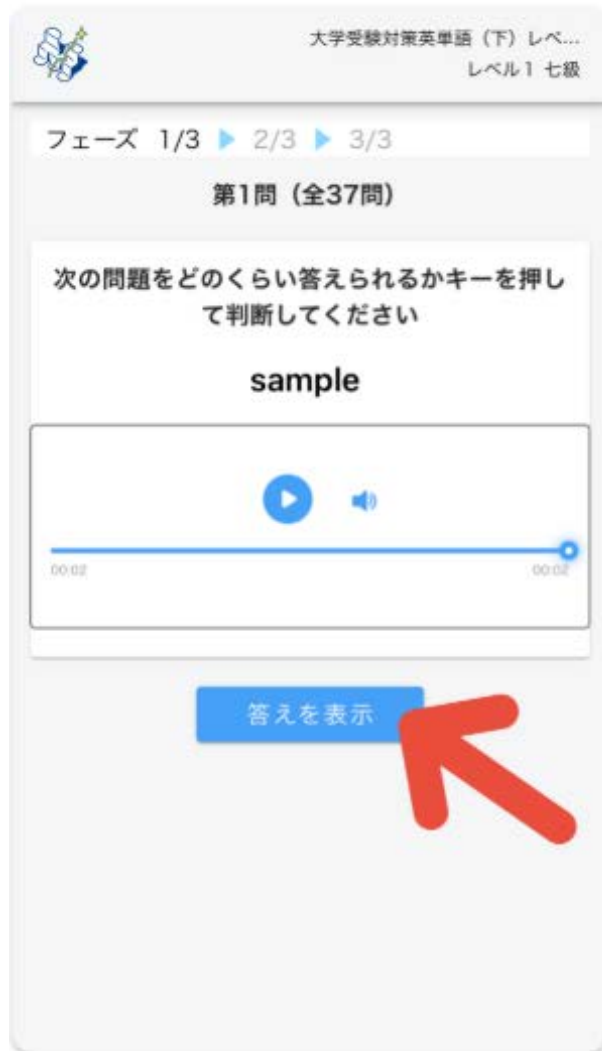 大学受験対策英単語（下）レベ...
レベル1 七級
フェーズ 1/3 ▶ 2/3 ▶ 3/3
第1問（全37問）
次の問題をどのくらい答えられるかキーを押し
て判断してください
sample
00:02 00:02
答えを表示